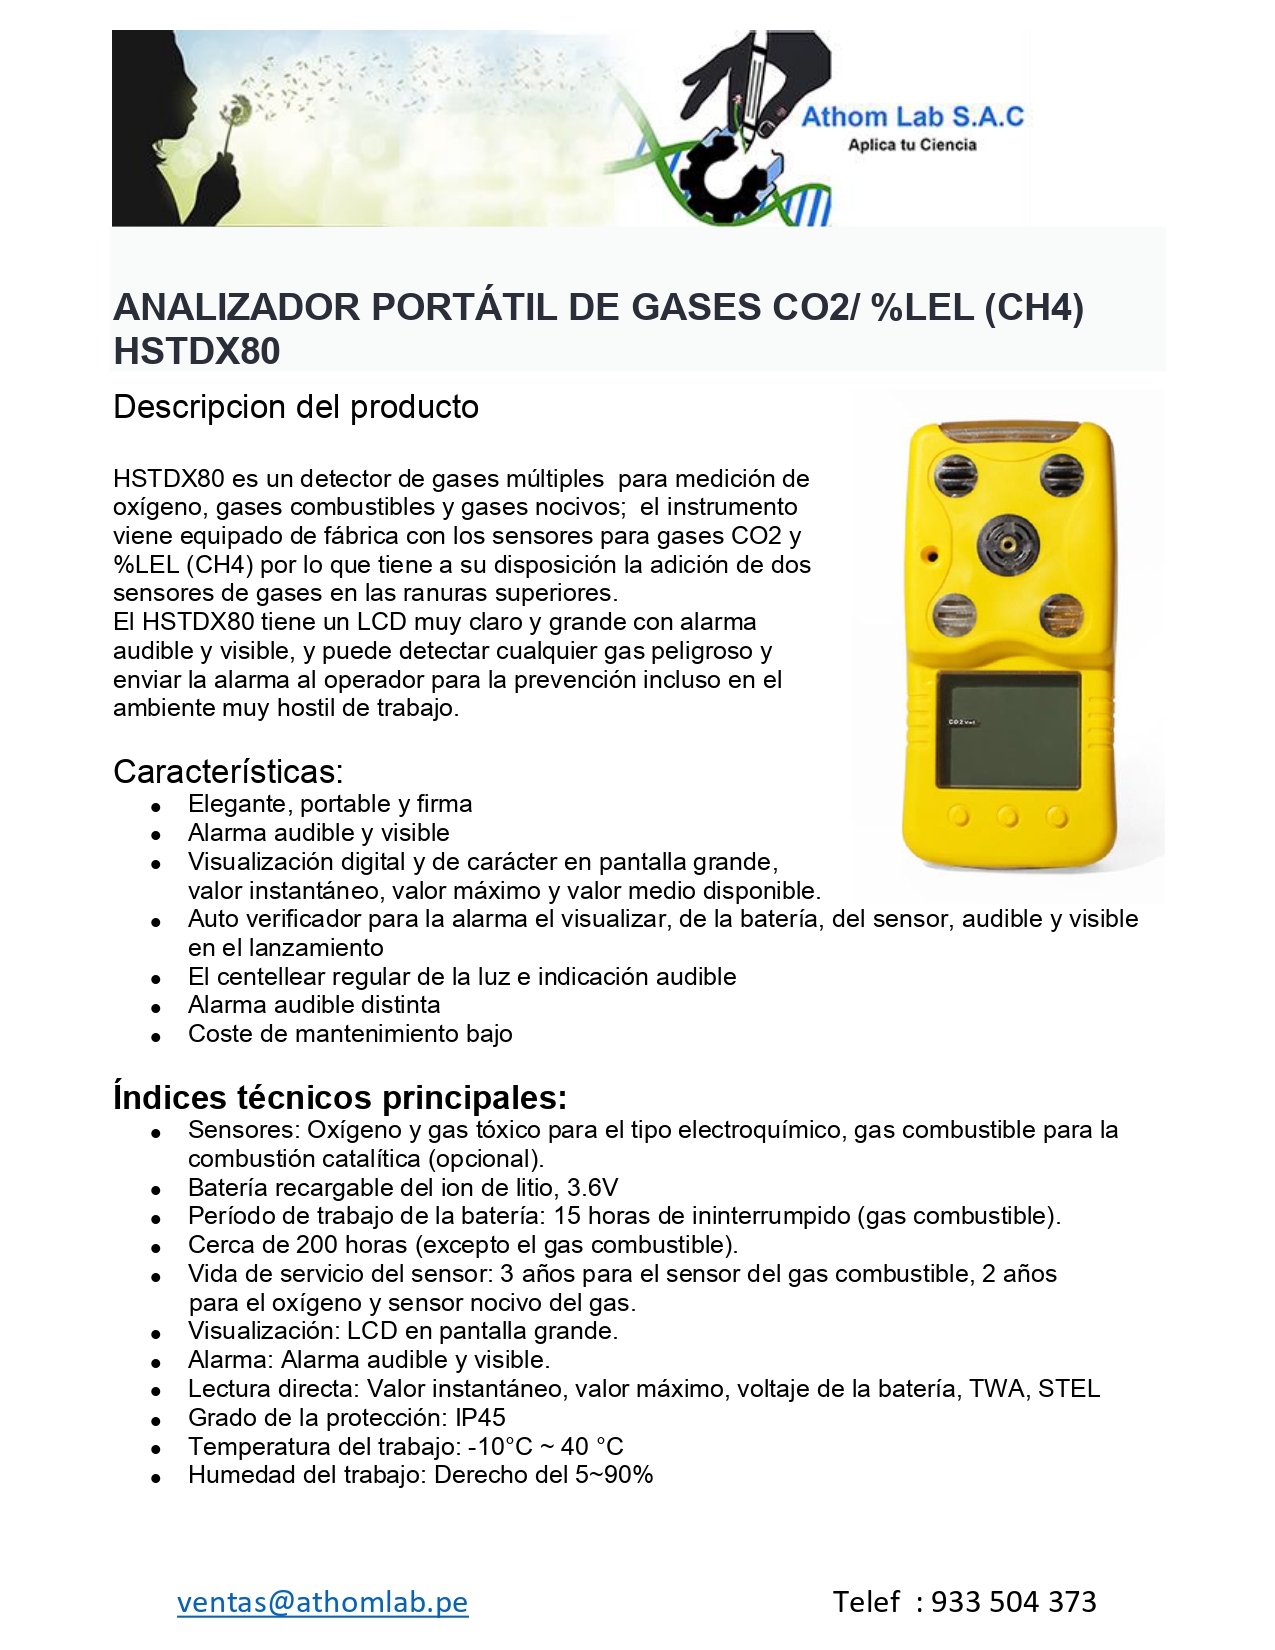 Athom Lab S.A.C
Aplica tu Ciencia
ANALIZADOR PORTÁTIL DE GASES CO2/ %LEL (CH4)
HSTDX80
Descripcion del producto
HSTDX80 es un detector de gases múltiples  para medición de
oxígeno, gases combustibles y gases nocivos;  el instrumento
viene equipado de fábrica con los sensores para gases CO2 y
%LEL (CH4) por lo que tiene a su disposición la adición de dos
sensores de gases en las ranuras superiores.
El HSTDX80 tiene un LCD muy claro y grande con alarma
audible y visible, y puede detectar cualquier gas peligroso y
enviar la alarma al operador para la prevención incluso en el
ambiente muy hostil de trabajo.
CO2
Características:
● Elegante, portable y firma
● Alarma audible y visible
● Visualización digital y de carácter en pantalla grande,
valor instantáneo, valor máximo y valor medio disponible.
● Auto verificador para la alarma el visualizar, de la batería, del sensor, audible y visible
en el lanzamiento
● El centellear regular de la luz e indicación audible
● Alarma audible distinta
● Coste de mantenimiento bajo
Índices técnicos principales:
● Sensores: Oxígeno y gas tóxico para el tipo electroquímico, gas combustible para la
combustión catalítica (opcional).
● Batería recargable del ion de litio, 3.6V
● Período de trabajo de la batería: 15 horas de ininterrumpido (gas combustible).
● Cerca de 200 horas (excepto el gas combustible).
● Vida de servicio del sensor: 3 años para el sensor del gas combustible, 2 años
para el oxígeno y sensor nocivo del gas.
● Visualización: LCD en pantalla grande.
● Alarma: Alarma audible y visible.
● Lectura directa: Valor instantáneo, valor máximo, voltaje de la batería, TWA, STEL
● Grado de la protección: IP45
● Temperatura del trabajo: -10°C ~ 40 °C
● Humedad del trabajo: Derecho del 5~90%
ventas@athomlab.pe Telef  : 933 504 373